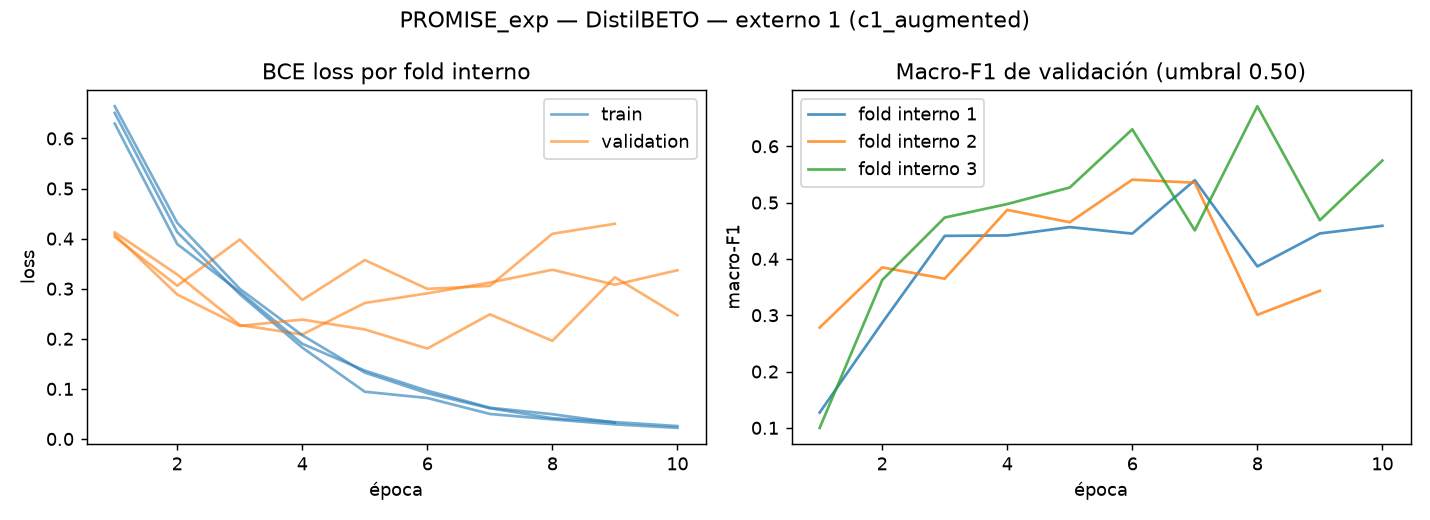 PROMISE_exp — DistilBETO — externo 1 (c1_augmented)
BCE loss por fold interno
train
validation
0.6
0.5
0.4
0.3
0.2
0.1
0.0
loss
2 4 6 8 10
época
Macro-F1 de validación (umbral 0.50)
fold interno 1
fold interno 2
fold interno 3
0.6
0.5
0.4
0.3
0.2
0.1
macro-F1
2 4 6 8 10
época